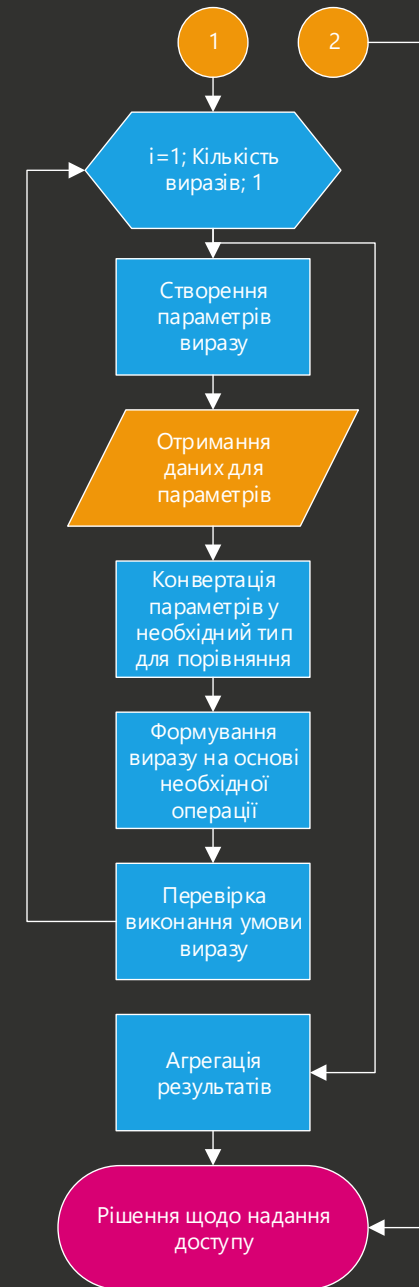 1
2
i=1; Кількість
виразів; 1
Створення
параметрів
виразу
Отримання
даних для
параметрів
Конвертація
параметрів у
необхідний тип
для порівняння
Формування
виразу на основі
необхідної
операції
Перевірка
виконання умови
виразу
Агрегація
результатів
Рішення щодо надання
доступу